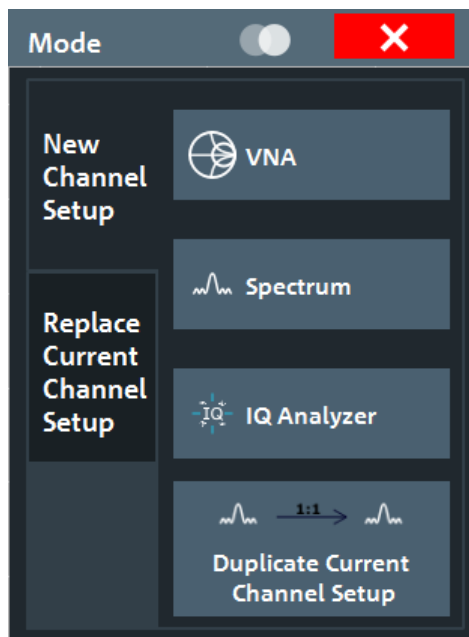 Mode
New
Channel
Setup
Replace
Current
Channel
Setup
VNA
Spectrum
IQ
IQ Analyzer
1:1
Duplicate Current
Channel Setup